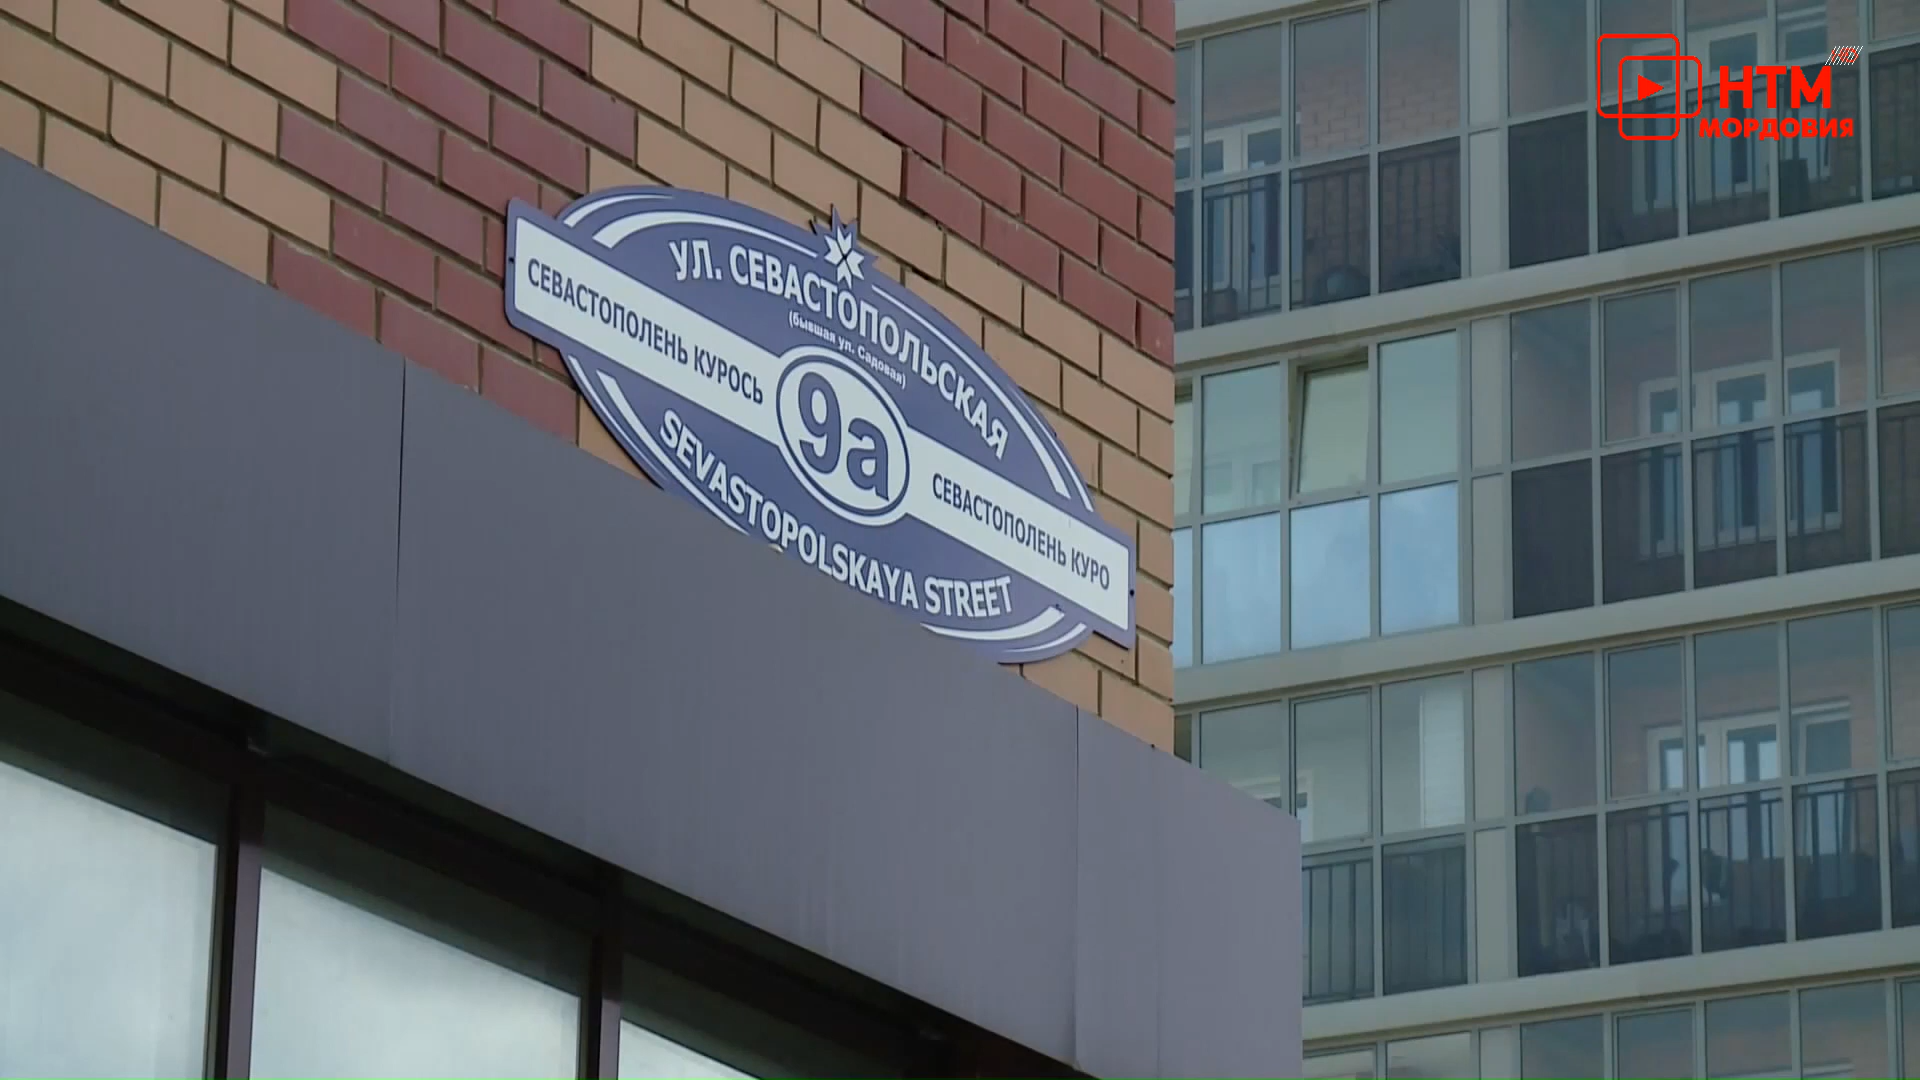 УЛ. СЕВАСТОПОЛЬСКАЯ
(бывшая ул. Садовая)
СЕВАСТОПОЛЕНЬ КУРОСЬ
9а
СЕВАСТОПОЛЕНЬ КУРО
SEVASTOPOLSKAYA STREET
НТМ
МОРДОВИЯ